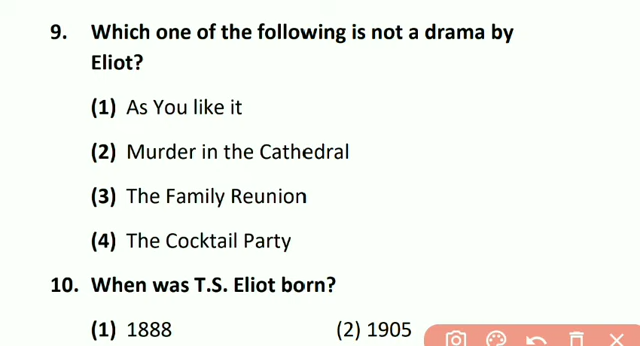 9. Which one of the following is not a drama by
Eliot?
(1) As You like it
(2) Murder in the Cathedral
(3) The Family Reunion
(4) The Cocktail Party
10. When was T.S. Eliot born?
(1) 1888 (2) 1905